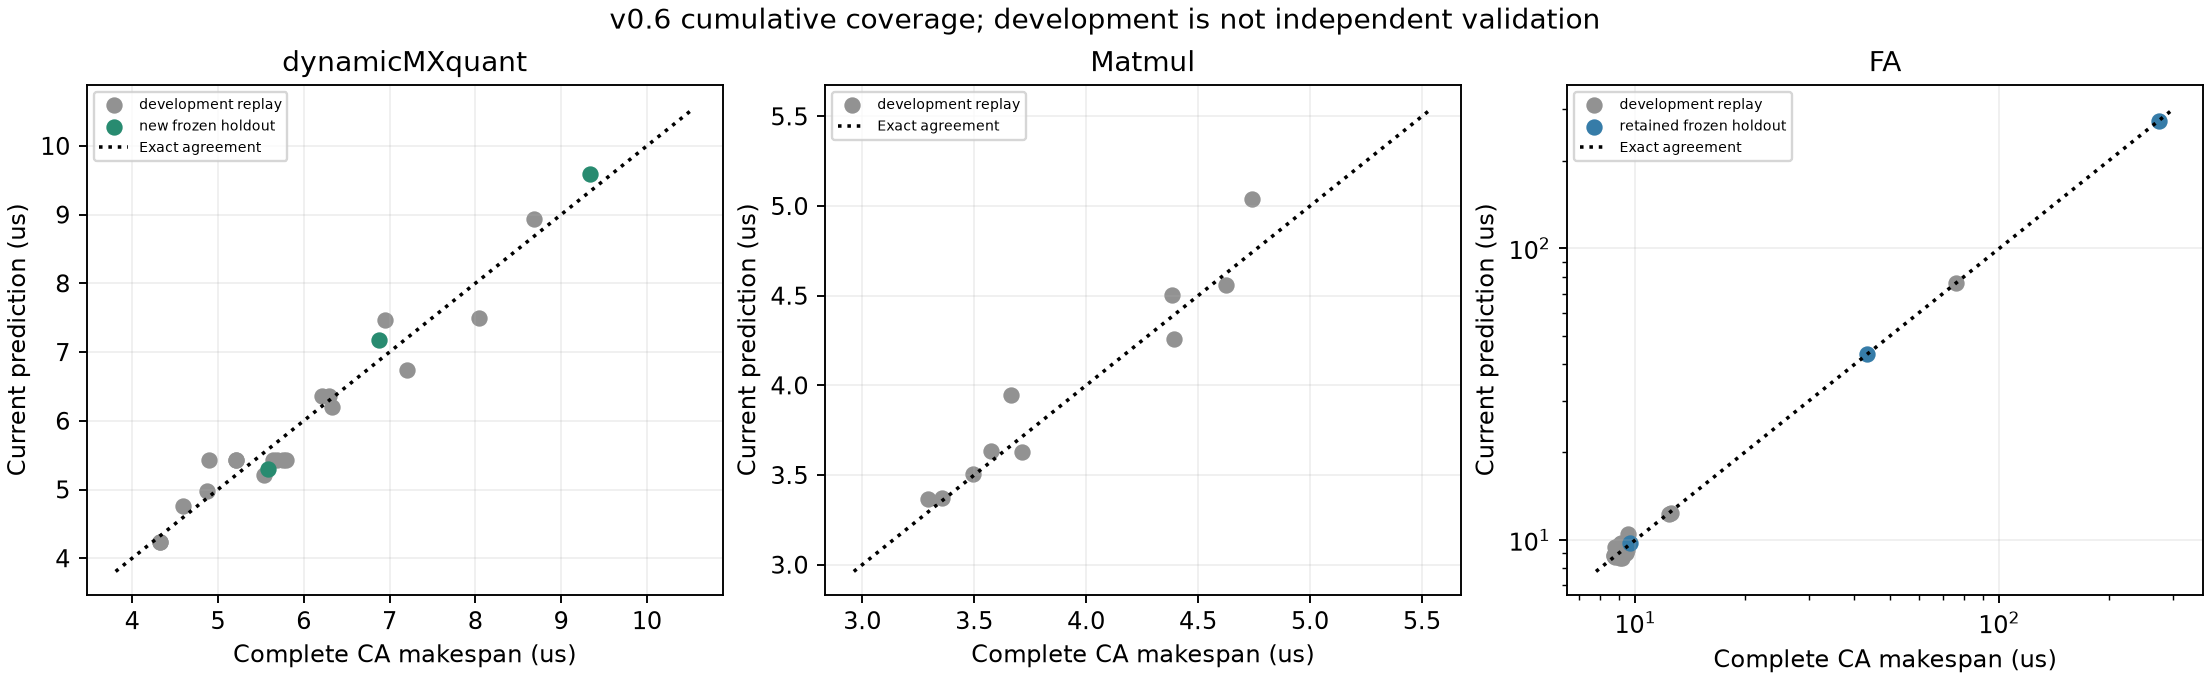 v0.6 cumulative coverage; development is not independent validation
dynamicMXquant
development replay
new frozen holdout
Exact agreement
Current prediction (us)
10
9
8
7
6
5
4
4 5 6 7 8 9 10
Complete CA makespan (us)
Matmul
development replay
Exact agreement
Current prediction (us)
5.5
5.0
4.5
4.0
3.5
3.0
3.0 3.5 4.0 4.5 5.0 5.5
Complete CA makespan (us)
FA
development replay
retained frozen holdout
Exact agreement
Current prediction (us)
10²
10¹
10¹ 10²
Complete CA makespan (us)